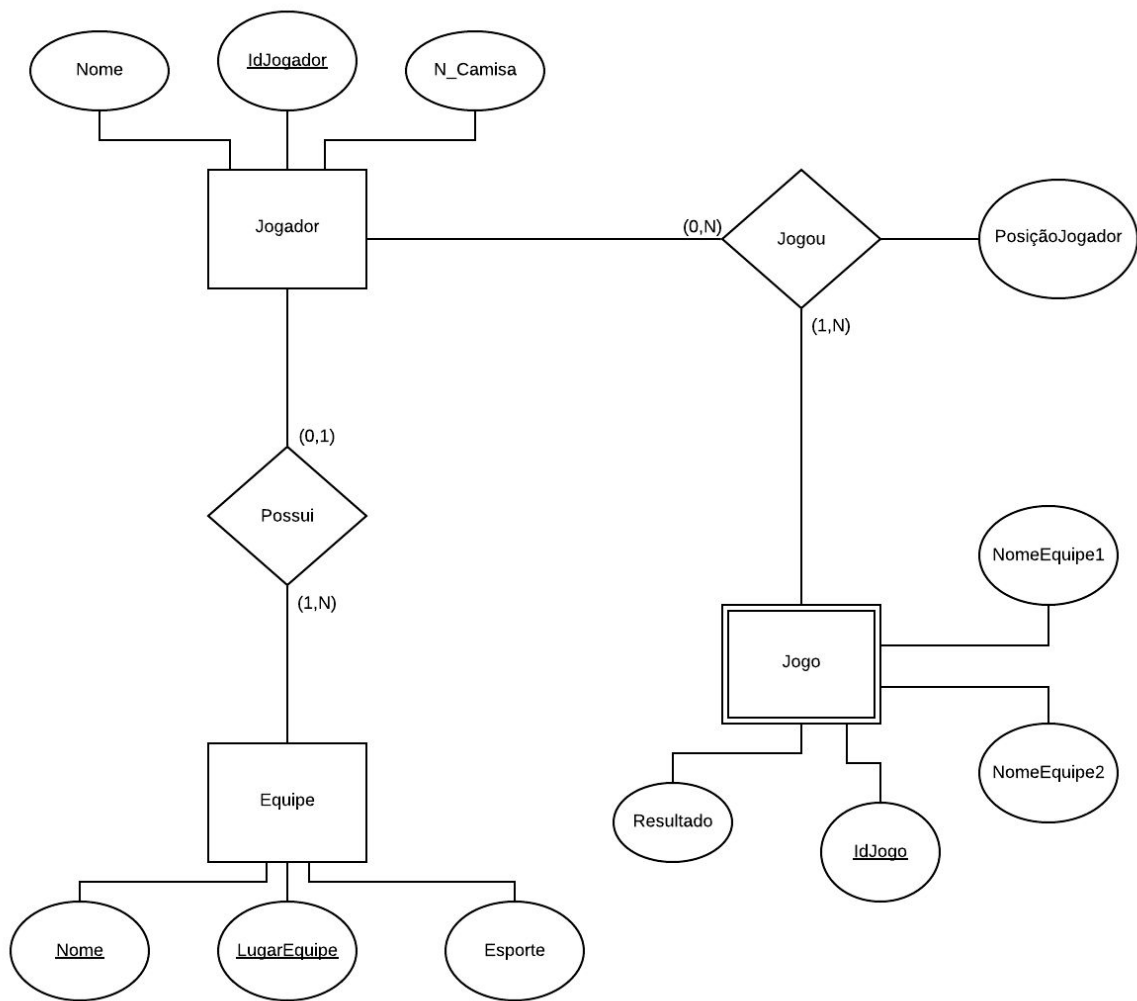 Nome
IdJogador
N_Camisa
Jogador
(0,N)
Jogou
PosiçãoJogador
(1,N)
(0,1)
Possui
(1,N)
NomeEquipe1
Jogo
NomeEquipe2
Equipe
Resultado
IdJogo
Nome
LugarEquipe
Esporte